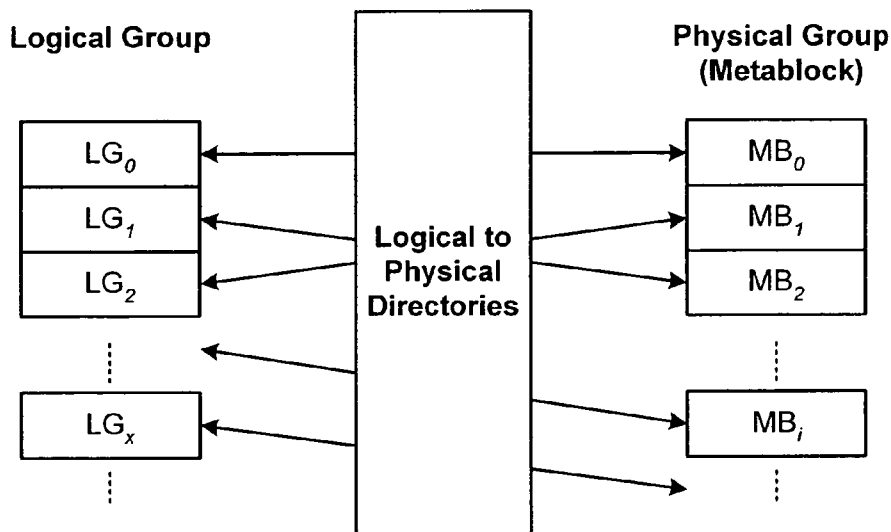 Logical Group
LG0
LG1
LG2
LGx
Logical to
Physical
Directories
Physical Group
(Metablock)
MB0
MB1
MB2
MBi